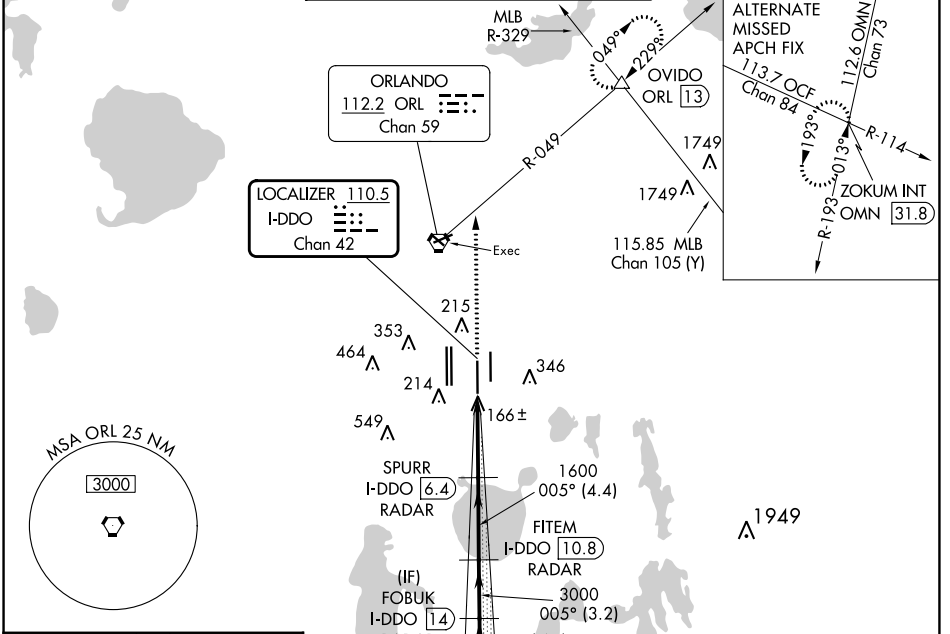 MLB
R-329
049°
229°
OVIDO
ORL 13
ALTERNATE
MISSED
APCH FIX
112.6 OMN
Chan 73
113.7 OCF
Chan 84
193°
013°
R-114
R-193
ZOKUM INT
OMN 31.8
ORLANDO
112.2 ORL
Chan 59
R-049
1749
1749
115.85 MLB
Chan 105 (Y)
LOCALIZER 110.5
I-DDO
Chan 42
Exec
215
353
464
346
214
166±
549
MSA ORL 25 NM
3000
SPURR
I-DDO 6.4
RADAR
1600
005° (4.4)
FITEM
I-DDO 10.8
RADAR
1949
(IF)
FOBUK
I-DDO 14
3000
005° (3.2)